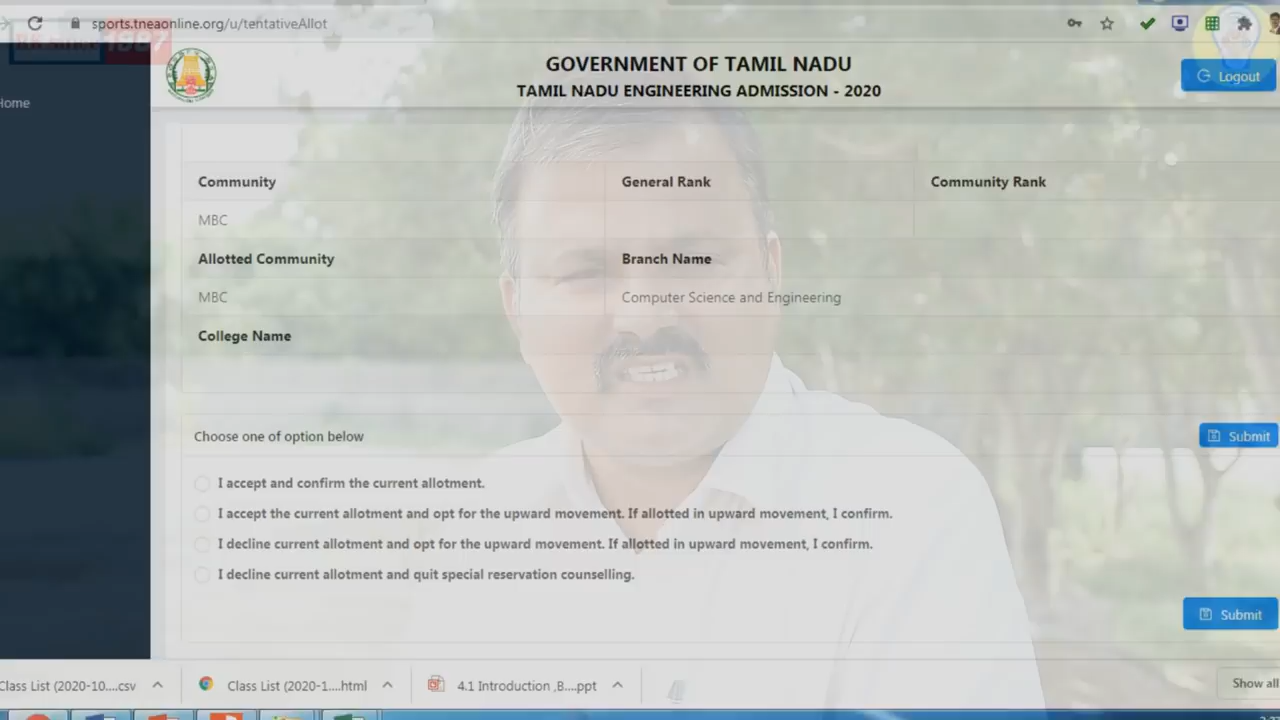 sports.tneaonline.org/u/tentativeAllot
1987
GOVERNMENT OF TAMIL NADU
TAMIL NADU ENGINEERING ADMISSION - 2020
Logout
Home
Community General Rank Community Rank
MBC
Allotted Community Branch Name
MBC Computer Science and Engineering
College Name
Choose one of option below
Submit
I accept and confirm the current allotment.
I accept the current allotment and opt for the upward movement. If allotted in upward movement, I confirm.
I decline current allotment and opt for the upward movement. If allotted in upward movement, I confirm.
I decline current allotment and quit special reservation counselling.
Submit
Class List (2020-10....csv Class List (2020-1....html 4.1 Introduction ,B....ppt Show all